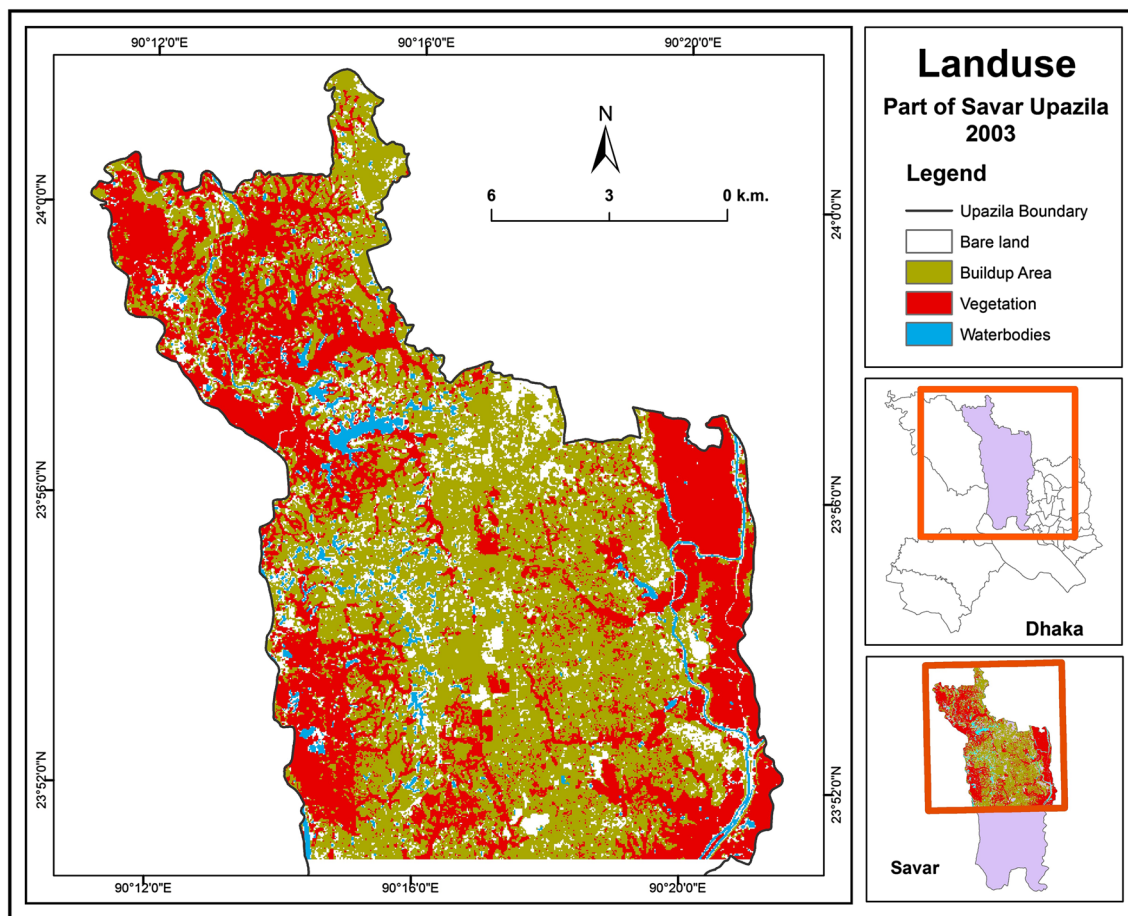 90°12'0"E
90°16'0"E
90°20'0"E
N
6
3
0 k.m.
24°0'0"N
24°0'0"N
23°56'0"N
23°56'0"N
23°52'0"N
23°52'0"N
90°12'0"E
90°16'0"E
90°20'0"E
Landuse
Part of Savar Upazila
2003
Legend
Upazila Boundary
Bare land
Buildup Area
Vegetation
Waterbodies
Dhaka
Savar